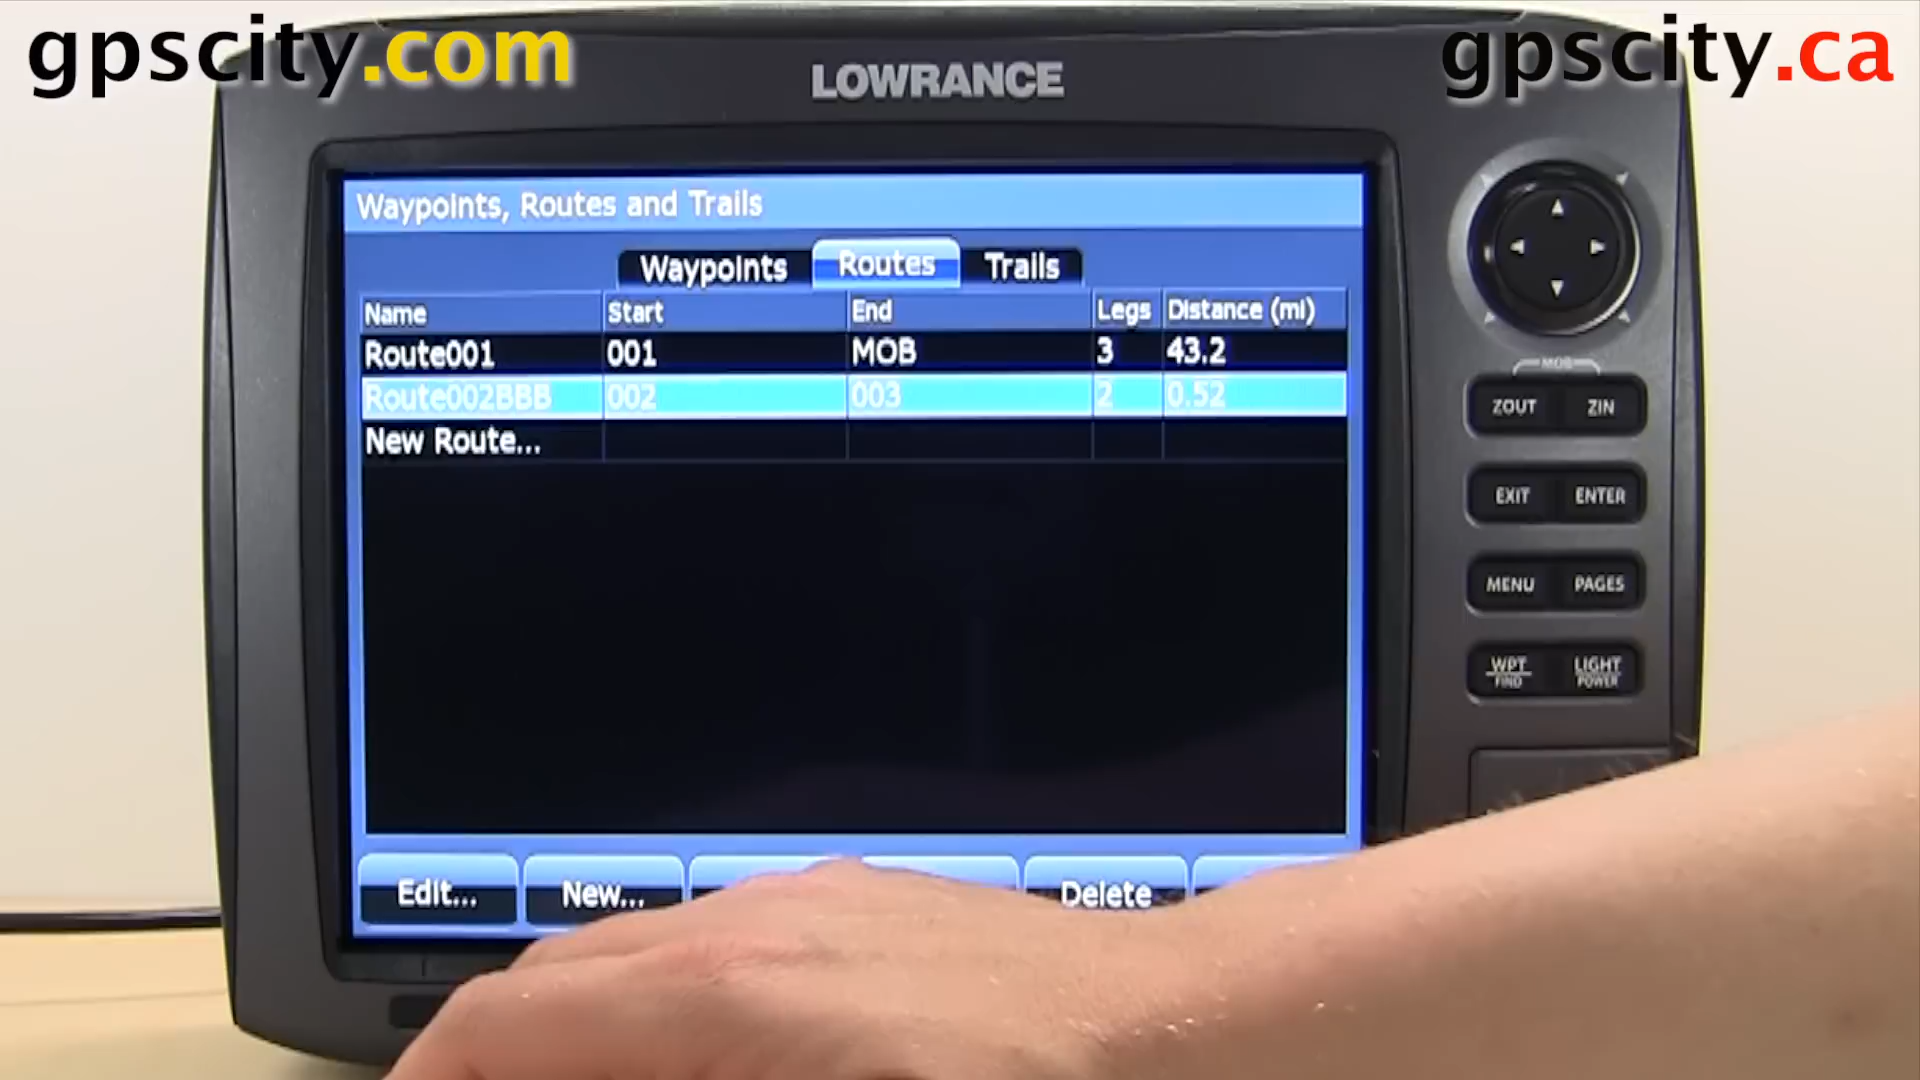 gpscity.com
gpscity.ca
LOWRANCE
Waypoints, Routes and Trails
Waypoints Routes Trails
Name Start End Legs Distance (mi)
Route001 001 MOB 3 43.2
Route002BBB 002 003 2 0.52
New Route...
Edit... New... Delete
MOB
ZOUT ZIN
EXIT ENTER
MENU PAGES
WPT LIGHT
FIND POWER